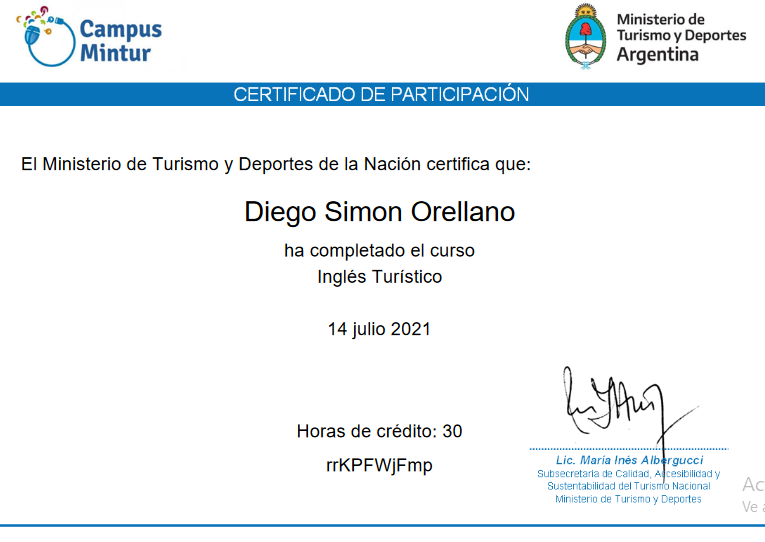 Campus
Mintur
Ministerio de
Turismo y Deportes
Argentina
CERTIFICADO DE PARTICIPACIÓN
El Ministerio de Turismo y Deportes de la Nación certifica que:
Diego Simon Orellano
ha completado el curso
Inglés Turístico
14 julio 2021
Horas de crédito: 30
rrKPFWjFmp
Lic. María Inés Albergucci
Subsecretaria de Calidad, Accesibilidad y
Sustentabilidad del Turismo Nacional
Ministerio de Turismo y Deportes
Ac
Ve a